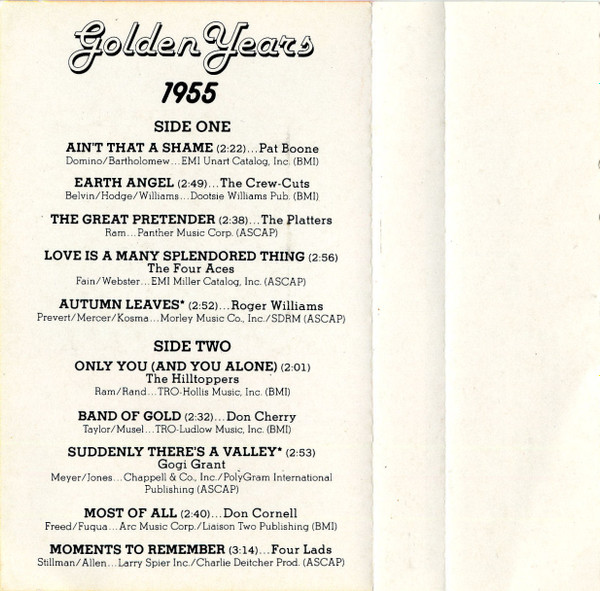 Golden Years
1955
SIDE ONE
AIN'T THAT A SHAME (2:22)...Pat Boone
Domino/Bartholomew...EMI Unart Catalog, Inc. (BMI)
EARTH ANGEL (2:49)...The Crew-Cuts
Belvin/Hodge/Williams...Dootsie Williams Pub. (BMI)
THE GREAT PRETENDER (2:38)...The Platters
Ram...Panther Music Corp. (ASCAP)
LOVE IS A MANY SPLENDORED THING (2:56)
The Four Aces
Fain/Webster...EMI Miller Catalog, Inc. (ASCAP)
AUTUMN LEAVES* (2:52)...Roger Williams
Prevert/Mercer/Kosma...Morley Music Co., Inc./SDRM (ASCAP)
SIDE TWO
ONLY YOU (AND YOU ALONE) (2:01)
The Hilltoppers
Ram/Rand...TRO-Hollis Music, Inc. (BMI)
BAND OF GOLD (2:32)...Don Cherry
Taylor/Musel...TRO-Ludlow Music, Inc. (BMI)
SUDDENLY THERE'S A VALLEY* (2:53)
Gogi Grant
Meyer/Jones...Chappell & Co., Inc./PolyGram International
Publishing (ASCAP)
MOST OF ALL (2:40)...Don Cornell
Freed/Fuqua...Arc Music Corp./Liaison Two Publishing (BMI)
MOMENTS TO REMEMBER (3:14)...Four Lads
Stillman/Allen...Larry Spier Inc./Charlie Deitcher Prod. (ASCAP)